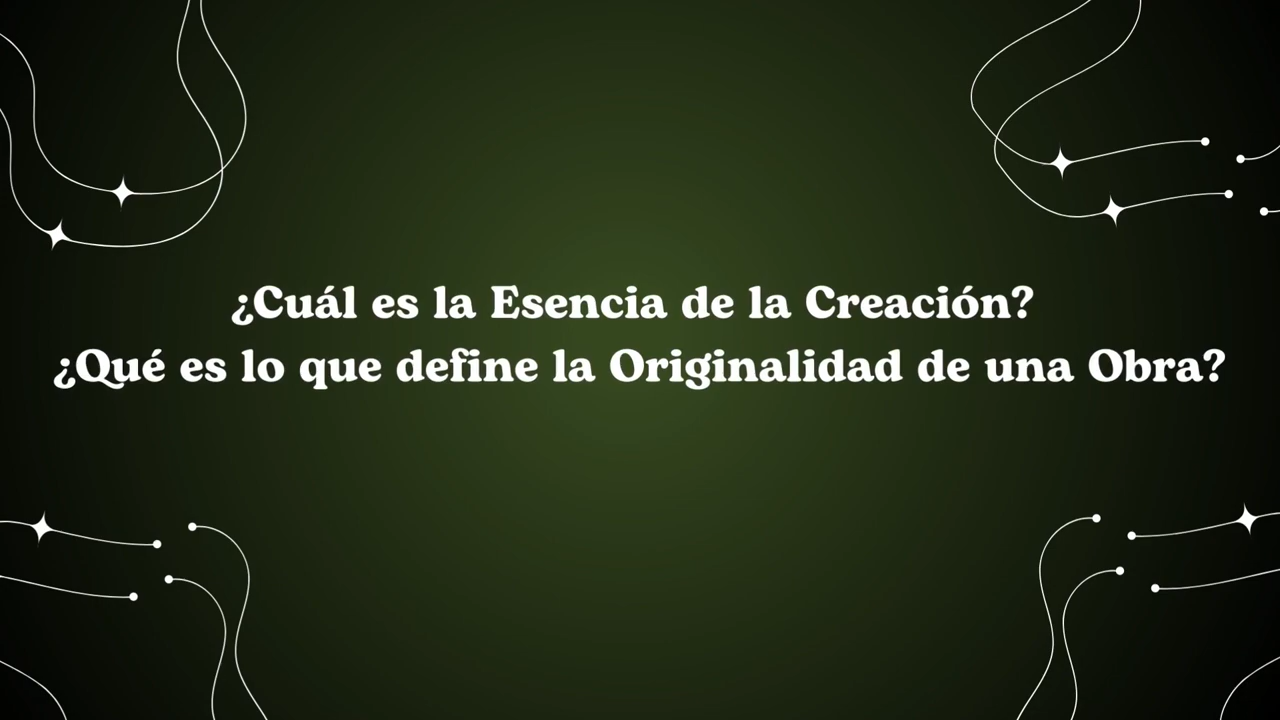 ¿Cuál es la Esencia de la Creación?
¿Qué es lo que define la Originalidad de una Obra?